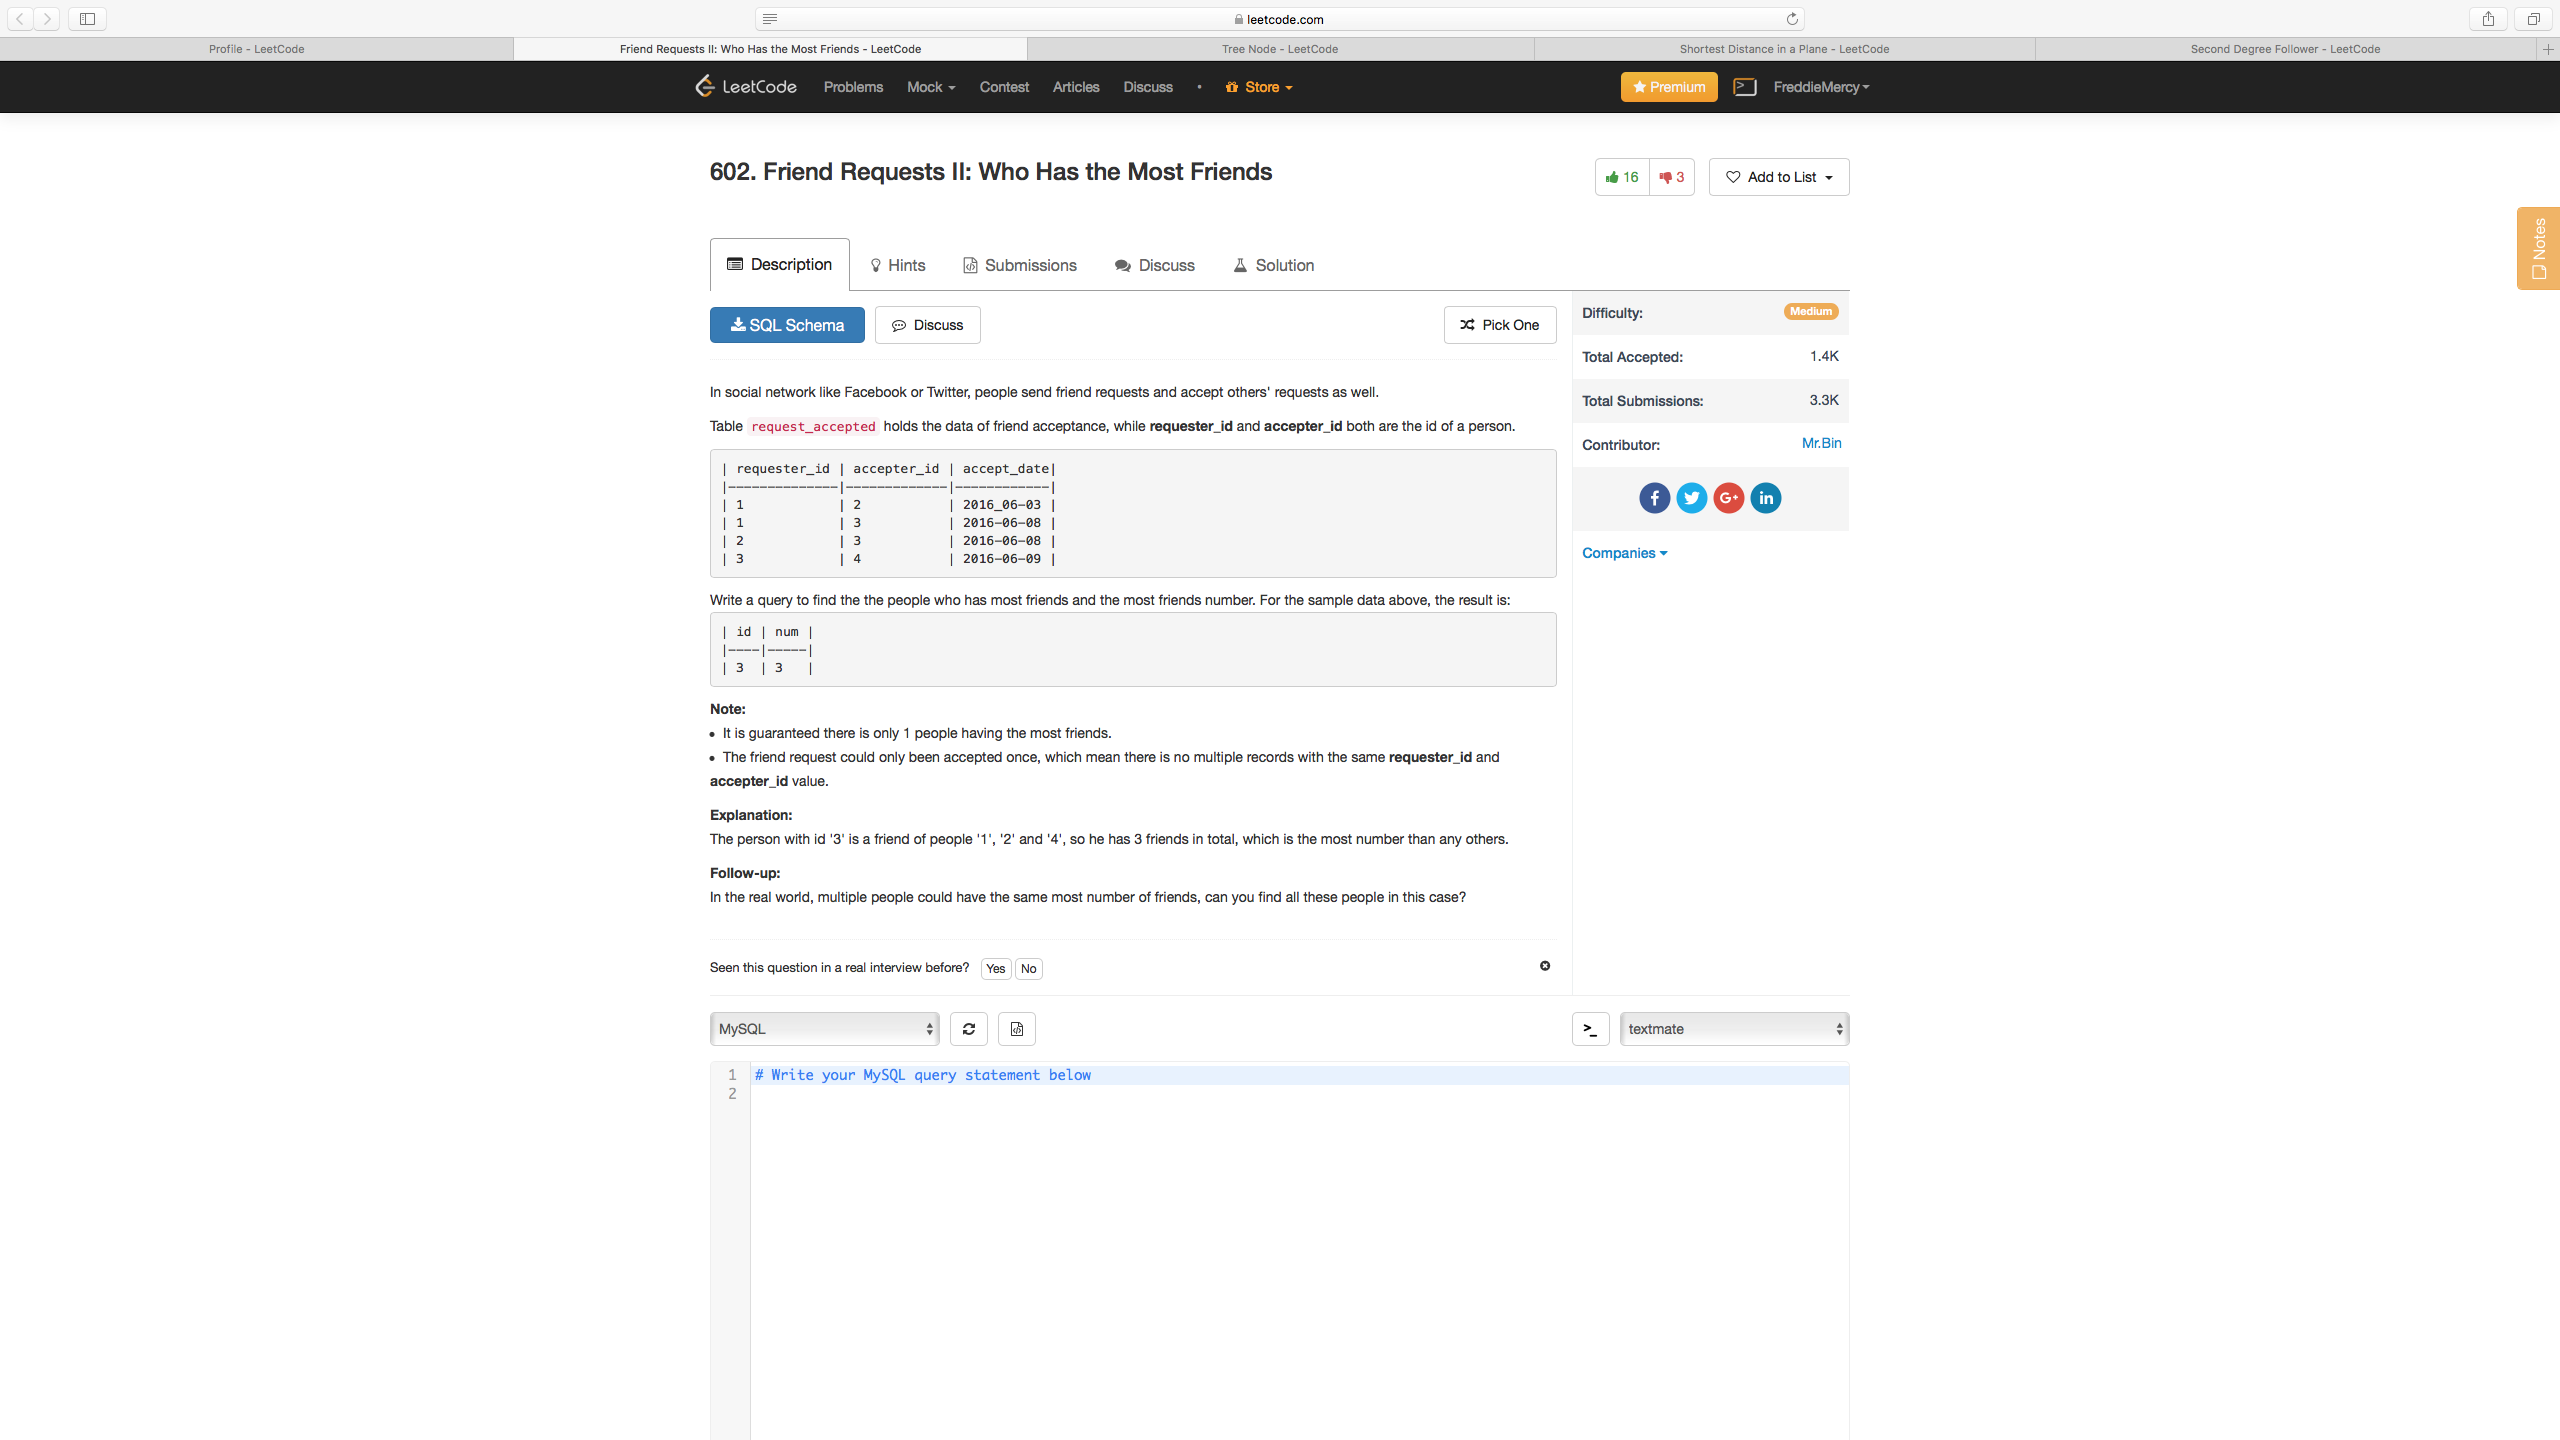 leetcode.com
Profile - LeetCode
Friend Requests II: Who Has the Most Friends - LeetCode
Tree Node - LeetCode
Shortest Distance in a Plane - LeetCode
Second Degree Follower - LeetCode
LeetCode Problems Mock Contest Articles Discuss • Store Premium FreddieMercy
602. Friend Requests II: Who Has the Most Friends
16 3 Add to List
Notes
Description Hints Submissions Discuss Solution
SQL Schema Discuss Pick One
Difficulty: Medium
Total Accepted: 1.4K
Total Submissions: 3.3K
Contributor: Mr.Bin
Companies
In social network like Facebook or Twitter, people send friend requests and accept others' requests as well.
Table request_accepted holds the data of friend acceptance, while requester_id and accepter_id both are the id of a person.
| requester_id | accepter_id | accept_date|
|--------------|-------------|------------|
| 1            | 2           | 2016_06-03 |
| 1            | 3           | 2016-06-08 |
| 2            | 3           | 2016-06-08 |
| 3            | 4           | 2016-06-09 |
Write a query to find the the people who has most friends and the most friends number. For the sample data above, the result is:
| id | num |
|----|-----|
| 3  | 3   |
Note:
• It is guaranteed there is only 1 people having the most friends.
• The friend request could only been accepted once, which mean there is no multiple records with the same requester_id and
accepter_id value.
Explanation:
The person with id '3' is a friend of people '1', '2' and '4', so he has 3 friends in total, which is the most number than any others.
Follow-up:
In the real world, multiple people could have the same most number of friends, can you find all these people in this case?
Seen this question in a real interview before? Yes No
MySQL
>_ textmate
1 # Write your MySQL query statement below
2